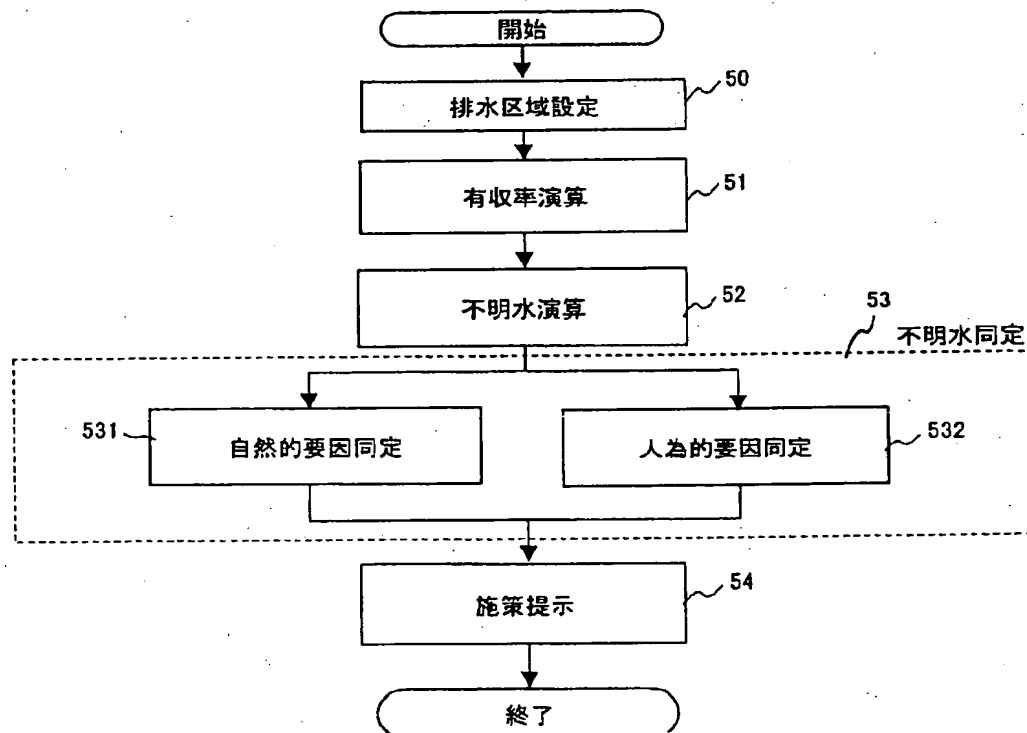 開始
50
排水区域設定
51
有収率演算
52
不明水演算
53
不明水同定
531
自然的要因同定
人為的要因同定
532
54
施策提示
終了